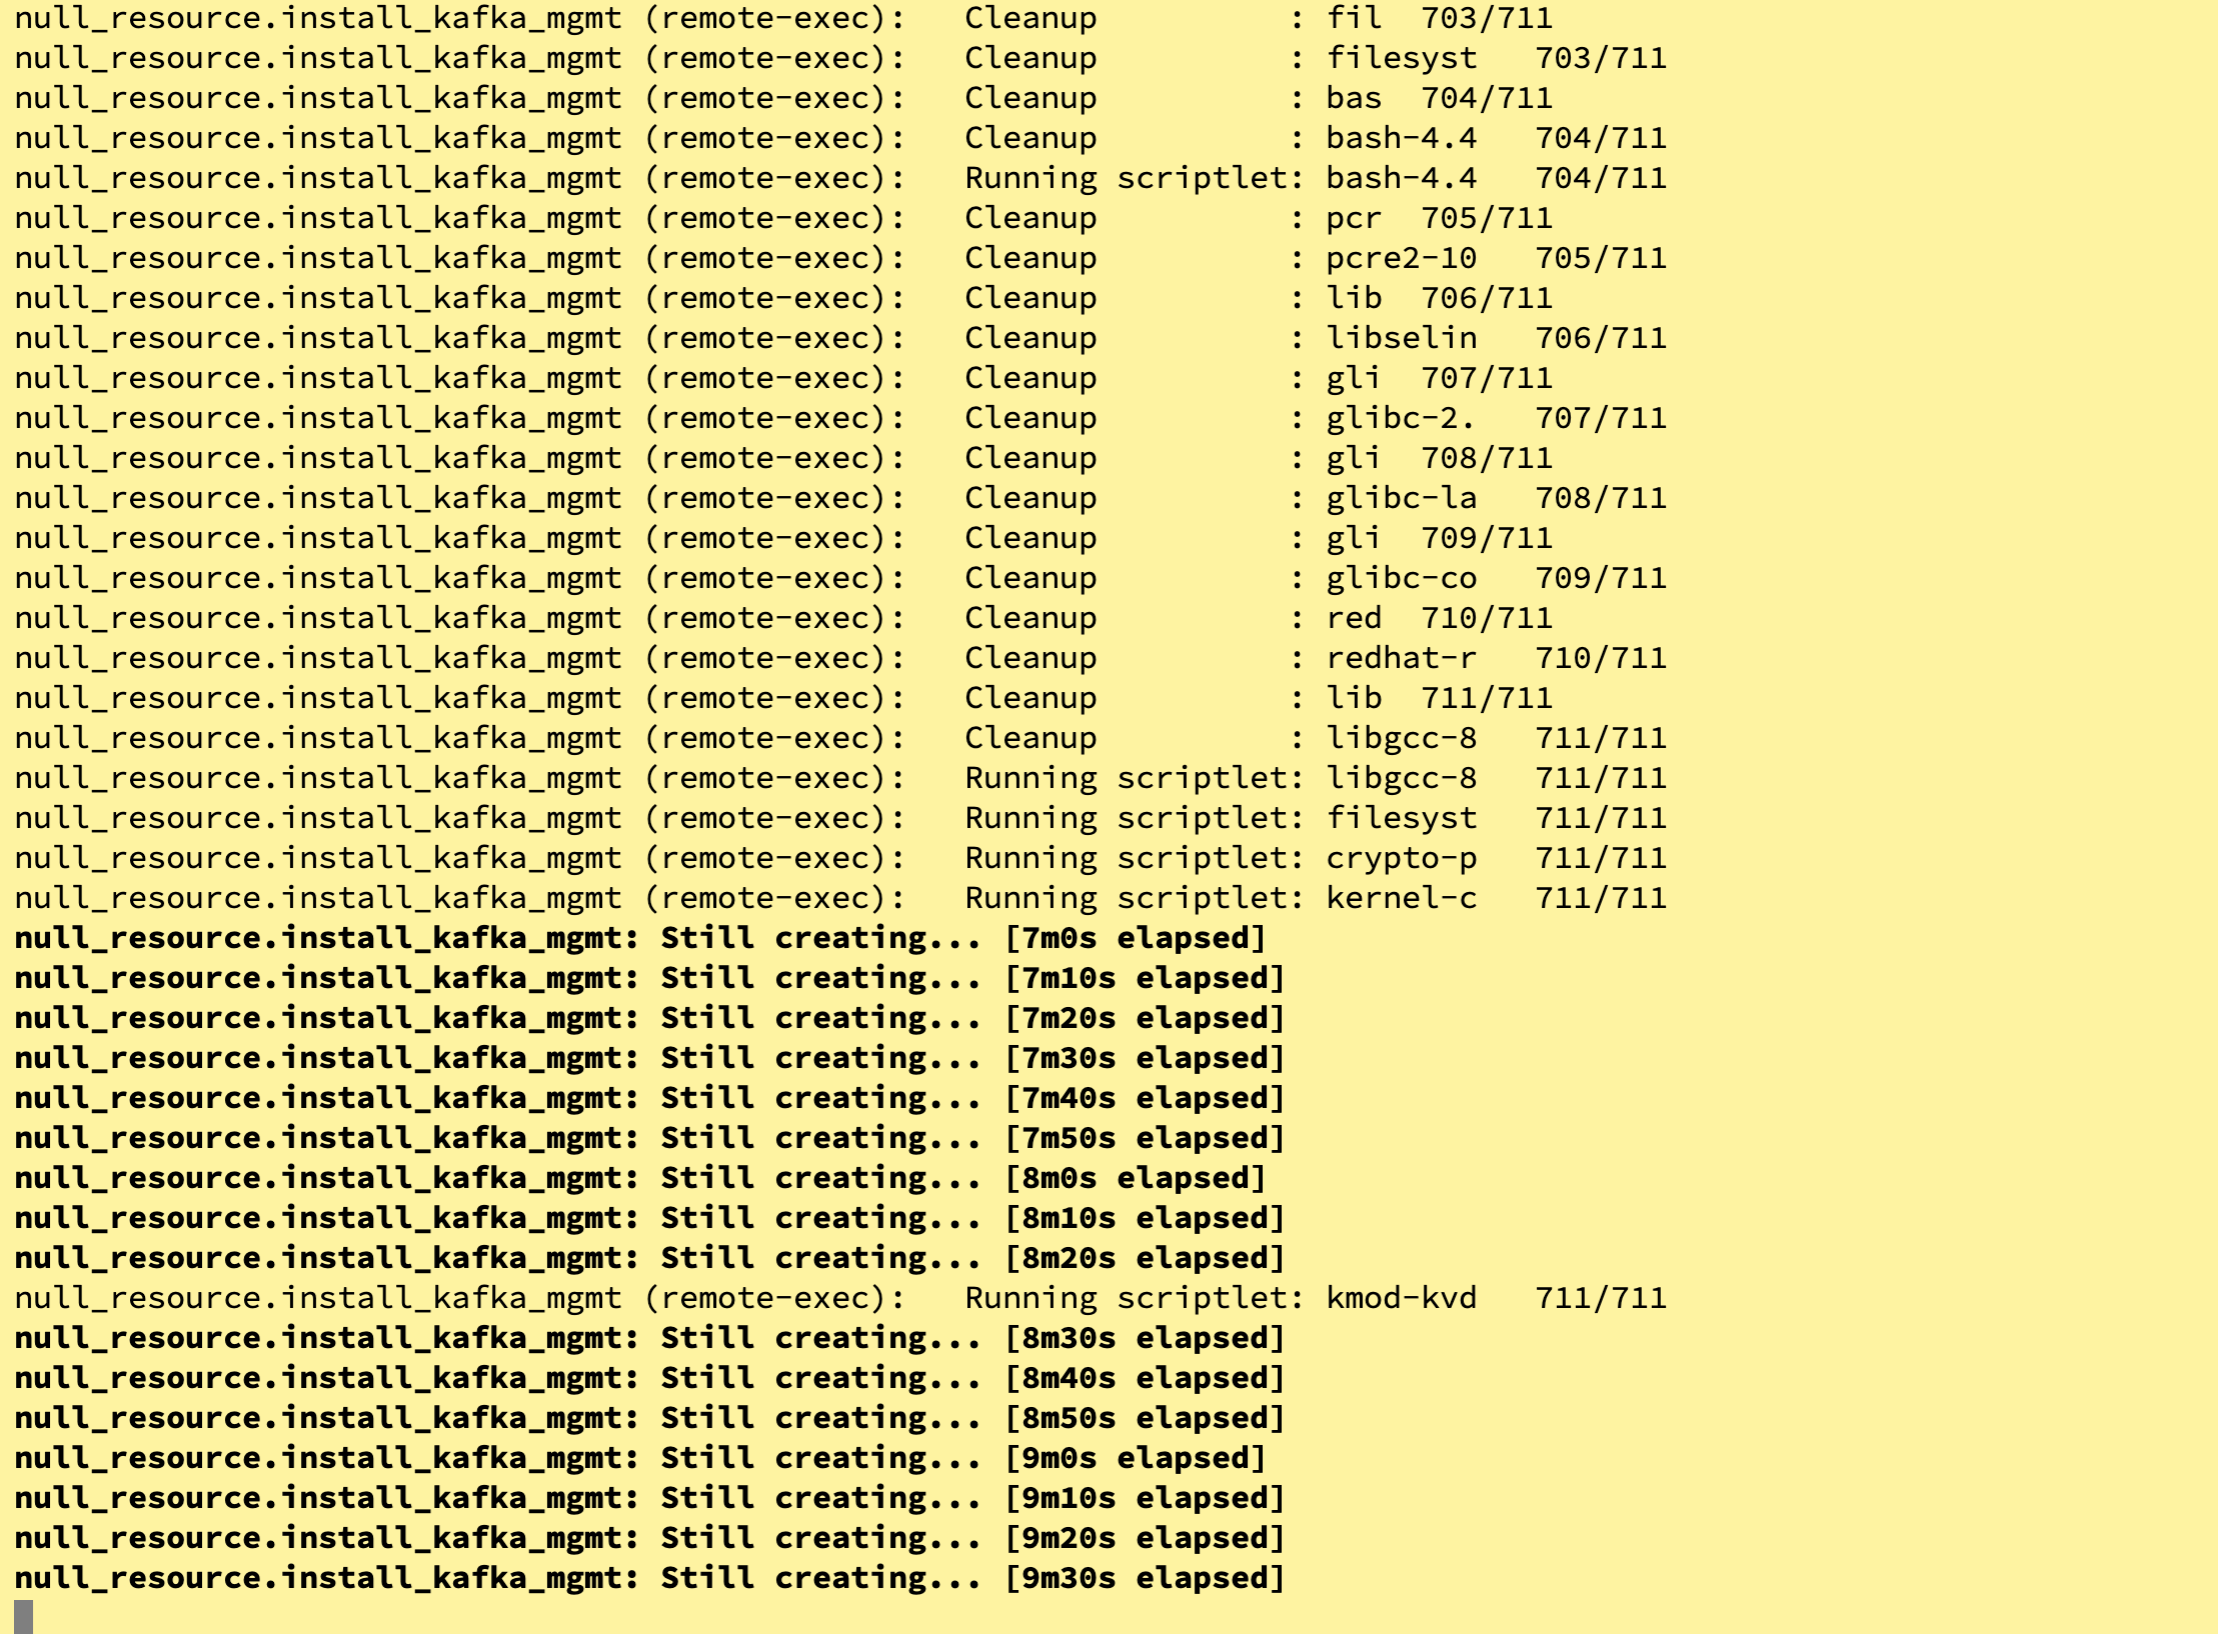 null_resource.install_kafka_mgmt (remote-exec):   Cleanup          : fil  703/711
null_resource.install_kafka_mgmt (remote-exec):   Cleanup          : filesyst   703/711
null_resource.install_kafka_mgmt (remote-exec):   Cleanup          : bas  704/711
null_resource.install_kafka_mgmt (remote-exec):   Cleanup          : bash-4.4   704/711
null_resource.install_kafka_mgmt (remote-exec):   Running scriptlet: bash-4.4   704/711
null_resource.install_kafka_mgmt (remote-exec):   Cleanup          : pcr  705/711
null_resource.install_kafka_mgmt (remote-exec):   Cleanup          : pcre2-10   705/711
null_resource.install_kafka_mgmt (remote-exec):   Cleanup          : lib  706/711
null_resource.install_kafka_mgmt (remote-exec):   Cleanup          : libselin   706/711
null_resource.install_kafka_mgmt (remote-exec):   Cleanup          : gli  707/711
null_resource.install_kafka_mgmt (remote-exec):   Cleanup          : glibc-2.   707/711
null_resource.install_kafka_mgmt (remote-exec):   Cleanup          : gli  708/711
null_resource.install_kafka_mgmt (remote-exec):   Cleanup          : glibc-la   708/711
null_resource.install_kafka_mgmt (remote-exec):   Cleanup          : gli  709/711
null_resource.install_kafka_mgmt (remote-exec):   Cleanup          : glibc-co   709/711
null_resource.install_kafka_mgmt (remote-exec):   Cleanup          : red  710/711
null_resource.install_kafka_mgmt (remote-exec):   Cleanup          : redhat-r   710/711
null_resource.install_kafka_mgmt (remote-exec):   Cleanup          : lib  711/711
null_resource.install_kafka_mgmt (remote-exec):   Cleanup          : libgcc-8   711/711
null_resource.install_kafka_mgmt (remote-exec):   Running scriptlet: libgcc-8   711/711
null_resource.install_kafka_mgmt (remote-exec):   Running scriptlet: filesyst   711/711
null_resource.install_kafka_mgmt (remote-exec):   Running scriptlet: crypto-p   711/711
null_resource.install_kafka_mgmt (remote-exec):   Running scriptlet: kernel-c   711/711
null_resource.install_kafka_mgmt: Still creating... [7m0s elapsed]
null_resource.install_kafka_mgmt: Still creating... [7m10s elapsed]
null_resource.install_kafka_mgmt: Still creating... [7m20s elapsed]
null_resource.install_kafka_mgmt: Still creating... [7m30s elapsed]
null_resource.install_kafka_mgmt: Still creating... [7m40s elapsed]
null_resource.install_kafka_mgmt: Still creating... [7m50s elapsed]
null_resource.install_kafka_mgmt: Still creating... [8m0s elapsed]
null_resource.install_kafka_mgmt: Still creating... [8m10s elapsed]
null_resource.install_kafka_mgmt: Still creating... [8m20s elapsed]
null_resource.install_kafka_mgmt (remote-exec):   Running scriptlet: kmod-kvd   711/711
null_resource.install_kafka_mgmt: Still creating... [8m30s elapsed]
null_resource.install_kafka_mgmt: Still creating... [8m40s elapsed]
null_resource.install_kafka_mgmt: Still creating... [8m50s elapsed]
null_resource.install_kafka_mgmt: Still creating... [9m0s elapsed]
null_resource.install_kafka_mgmt: Still creating... [9m10s elapsed]
null_resource.install_kafka_mgmt: Still creating... [9m20s elapsed]
null_resource.install_kafka_mgmt: Still creating... [9m30s elapsed]